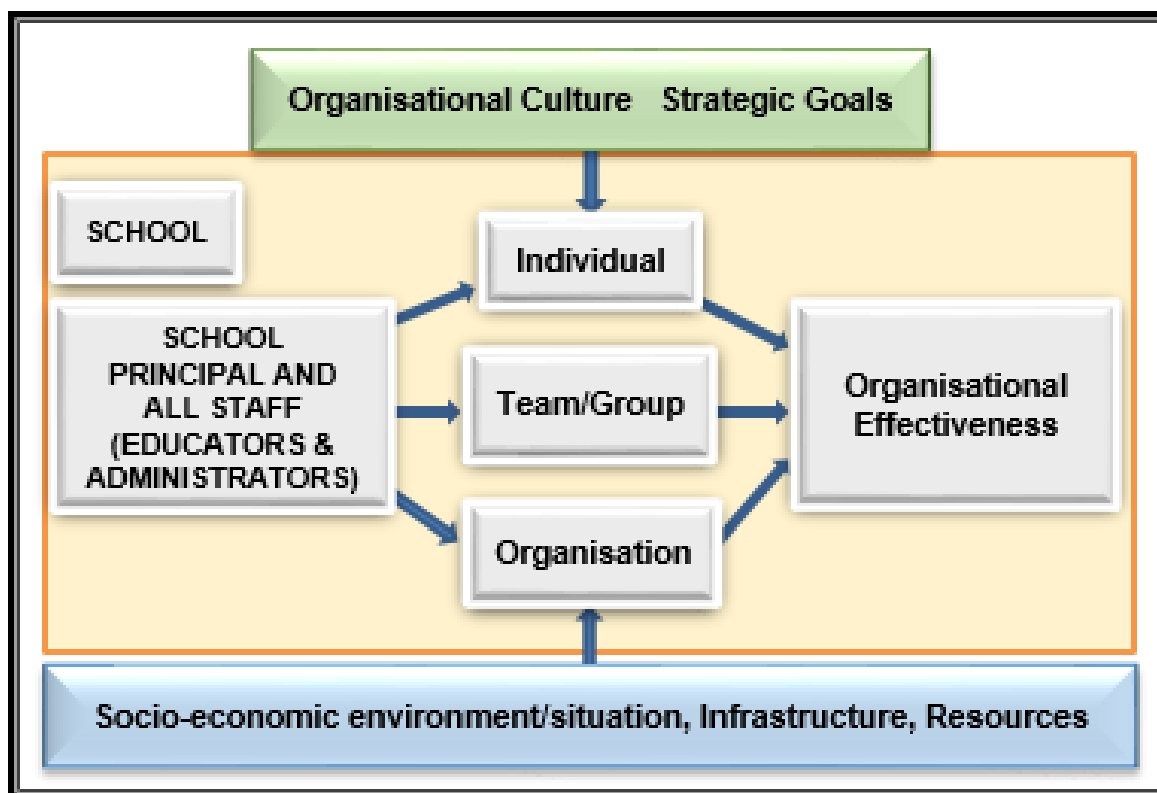 Organisational Culture Strategic Goals
SCHOOL
Individual
SCHOOL
PRINCIPAL AND
ALL STAFF
(EDUCATORS &
ADMINISTRATORS)
Team/Group
Organisation
Organisational
Effectiveness
Socio-economic environment/situation, Infrastructure, Resources